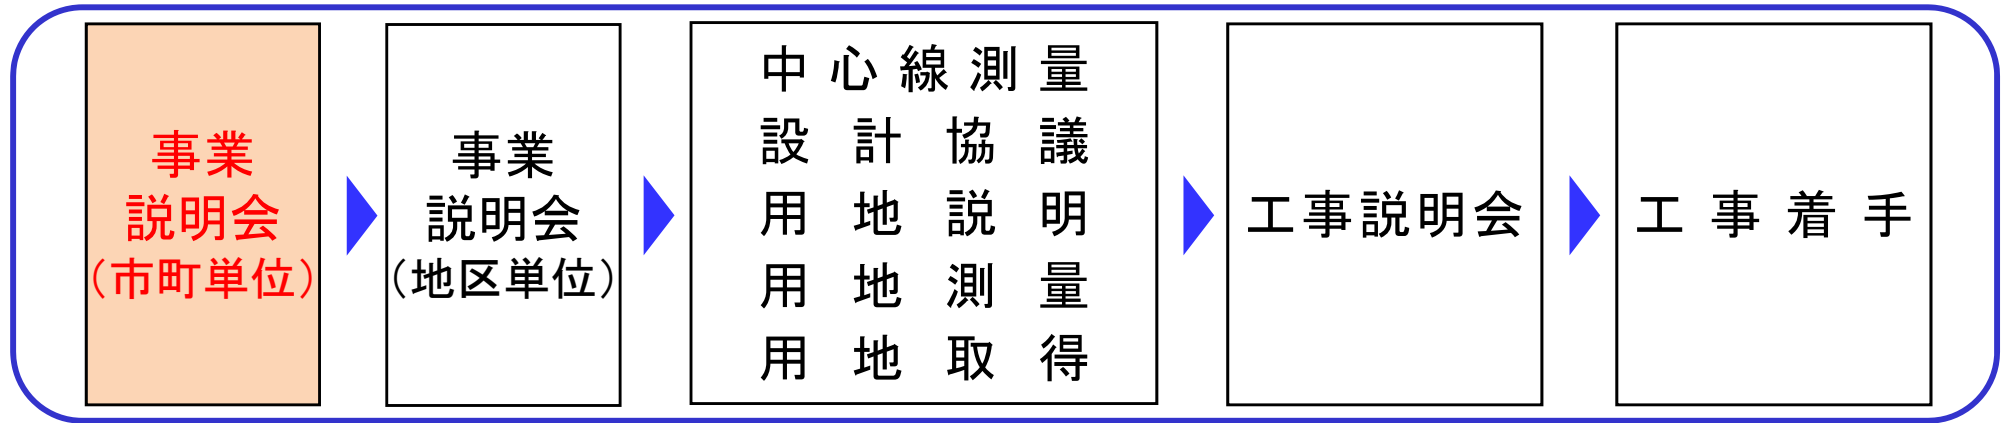 事業
説明会
（市町単位）
事業
説明会
（地区単位）
中心線測量
設計協議
用地説明
用地測量
用地取得
工事説明会
工事着手